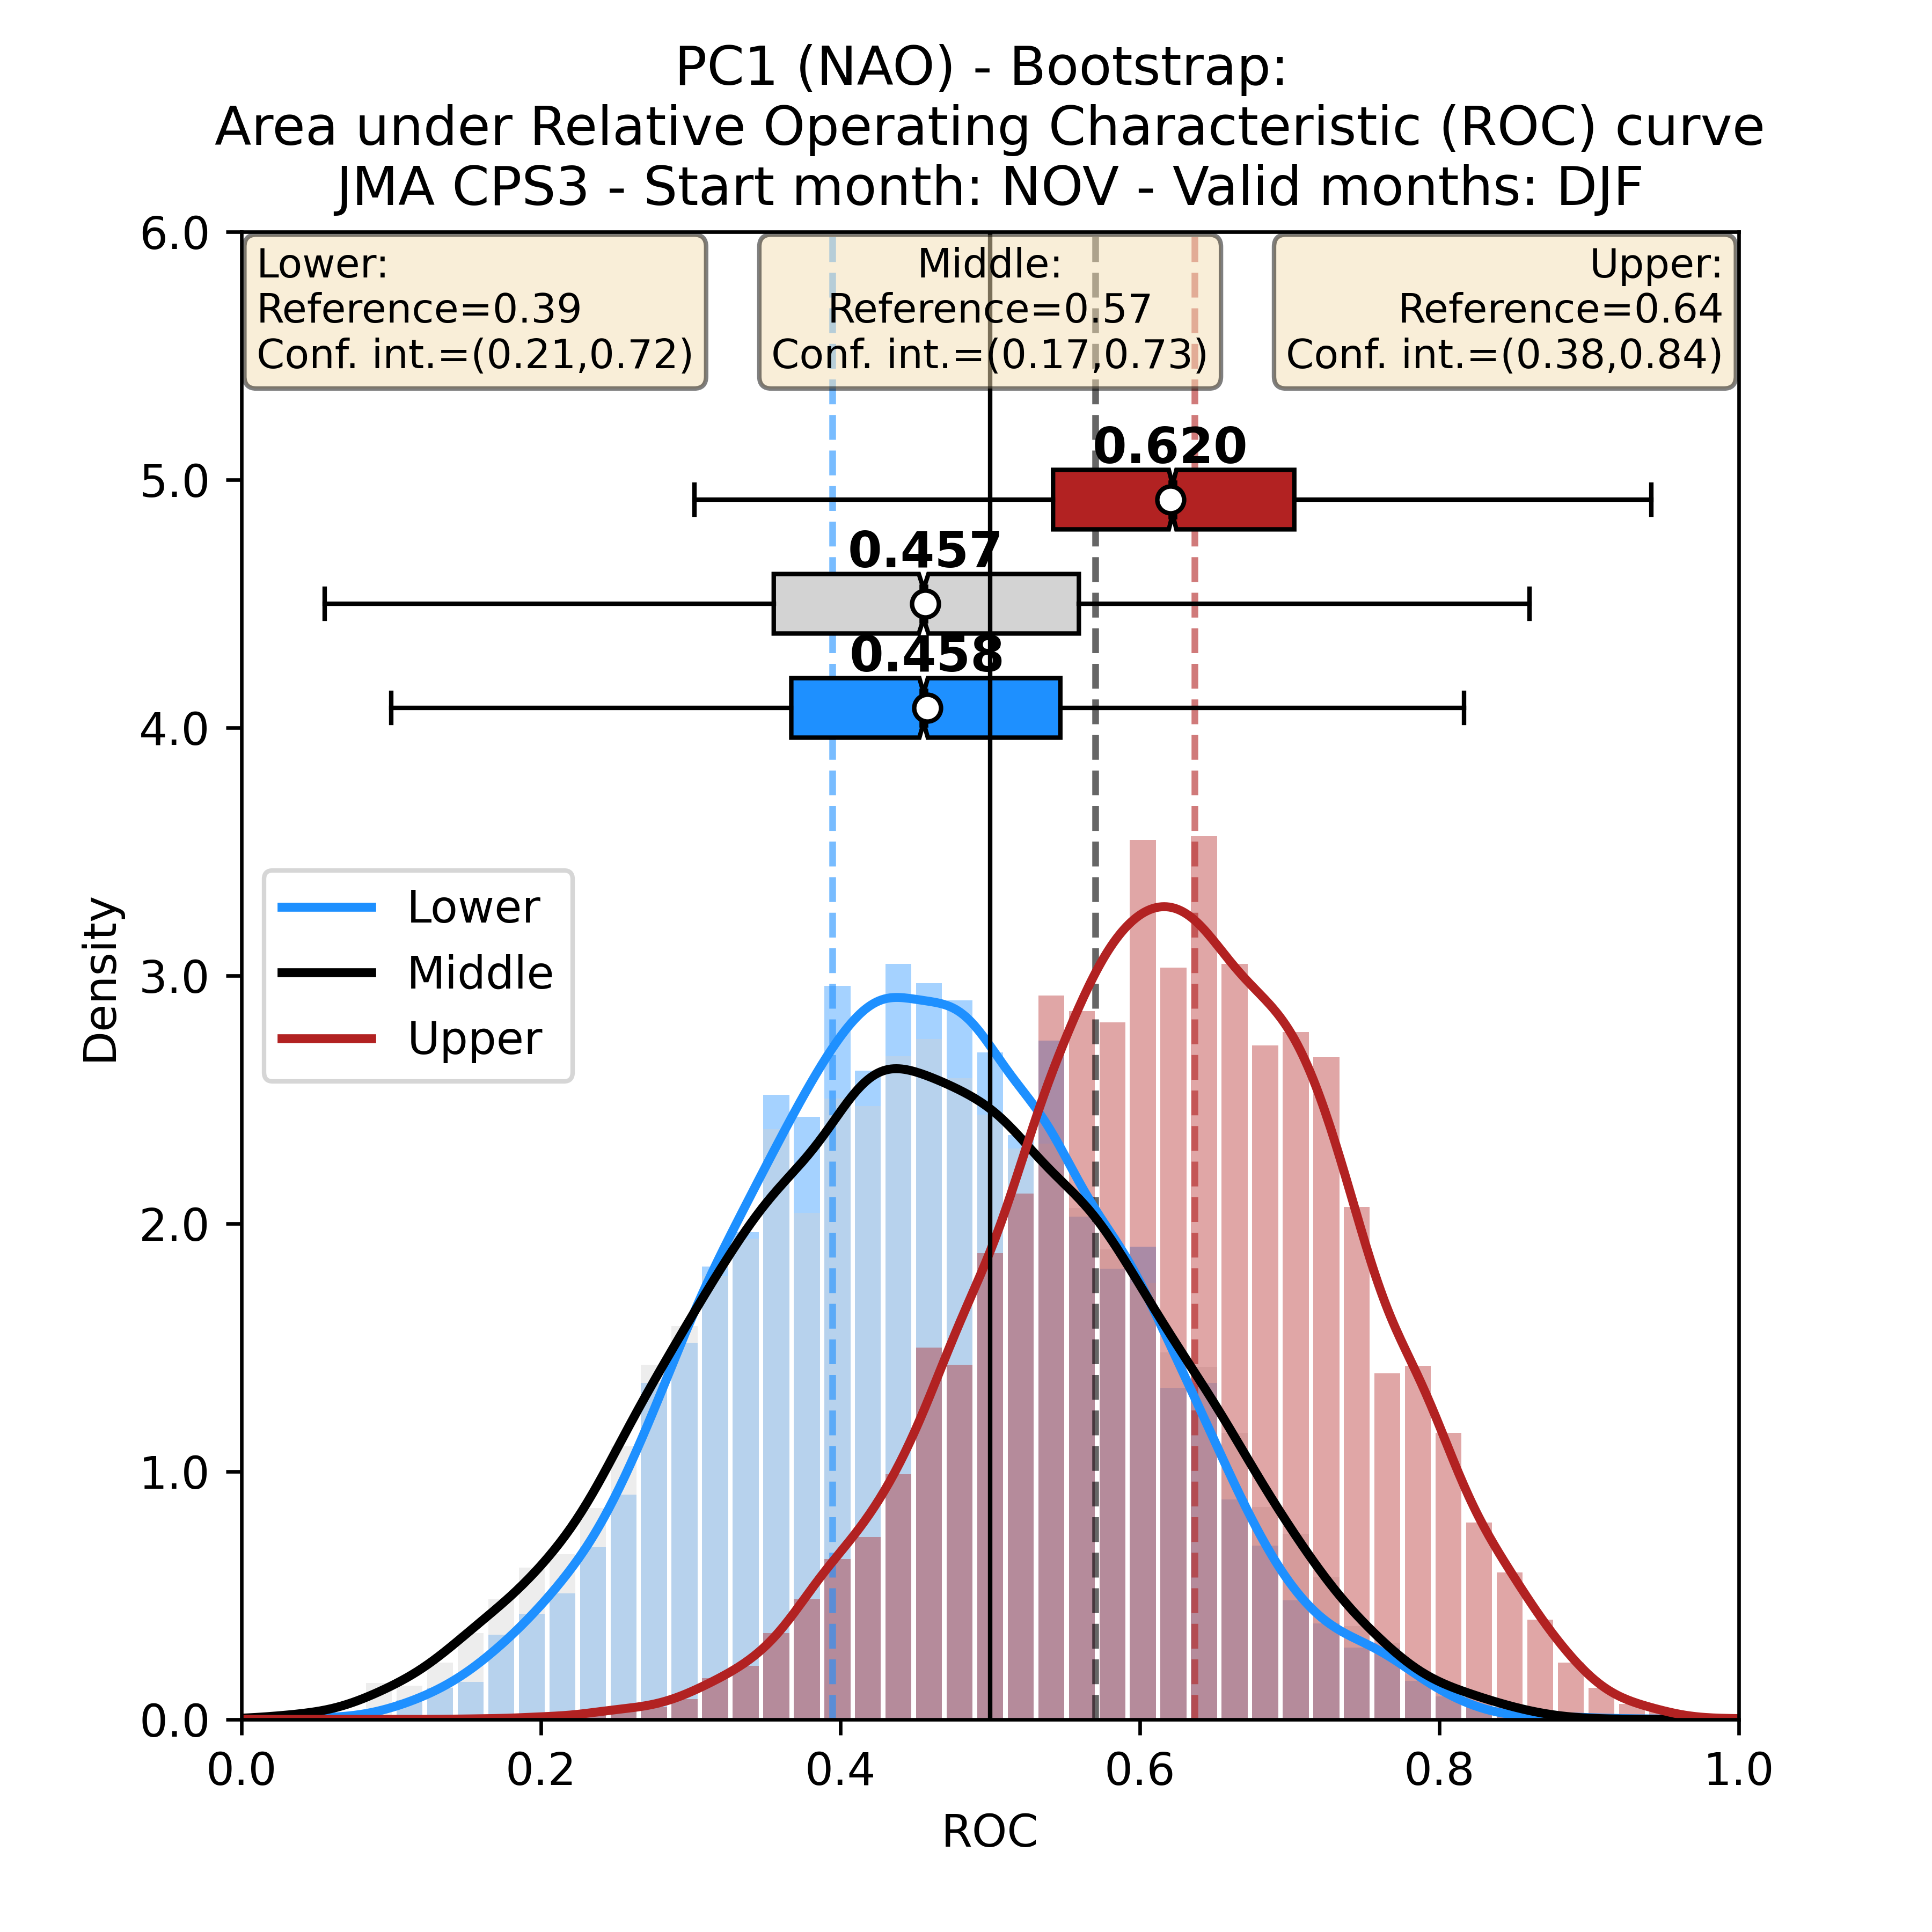 PC1 (NAO) - Bootstrap:
Area under Relative Operating Characteristic (ROC) curve
JMA CPS3 - Start month: NOV - Valid months: DJF
6.0
Lower:
Reference=0.39
Conf. int.=(0.21,0.72)
Middle:
Reference=0.57
Conf. int.=(0.17,0.73)
Upper:
Reference=0.64
Conf. int.=(0.38,0.84)
0.620
5.0
0.457
0.458
4.0
Lower
Middle
Upper
Density
3.0
2.0
1.0
0.0
0.0
0.2
0.4
0.6
0.8
1.0
ROC